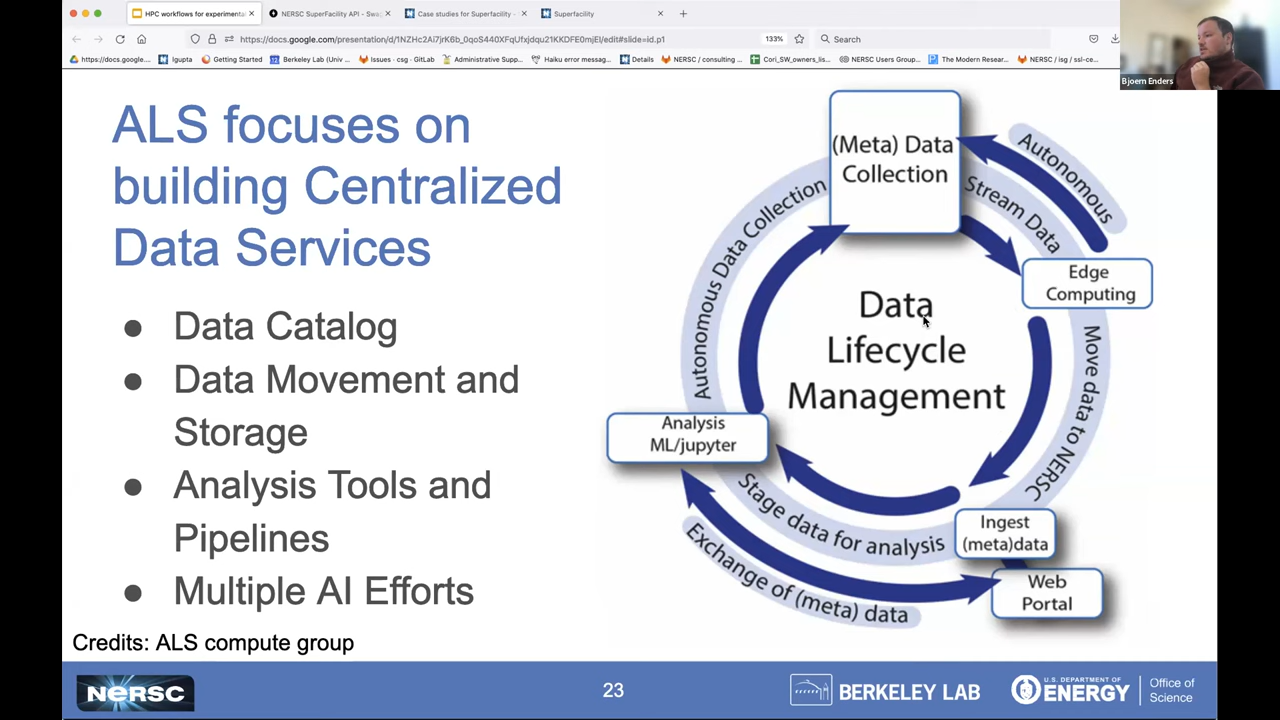 HPC workflows for experimenta
NERSC SuperFacility API - Swa
Case studies for Superfacility -
Superfacility
https://docs.google.com/presentation/d/1NZHc2Al7jrK6b_0qoS440XFqUfxjdqu21KKDFE0mjEI/edit#slide=id.p1
133%
Search
https://docs.google....
lgupta
Getting Started
Berkeley Lab (Univ ...
Issues · csg · GitLab
Administrative Supp...
Haiku error messag...
Details
NERSC / consulting ...
Cori_SW_owners_lis...
NERSC Users Group...
The Modern Resear...
NERSC / isg / ssl-ce...
Bjoern Enders
ALS focuses on
building Centralized
Data Services
● Data Catalog
● Data Movement and
Storage
● Analysis Tools and
Pipelines
● Multiple AI Efforts
Credits: ALS compute group
(Meta) Data
Collection
Autonomous
Stream Data
Edge
Computing
Move data to NERSC
Ingest
(meta)data
Web
Portal
Stage data for analysis
Exchange of (meta) data
Analysis
ML/jupyter
Autonomous Data Collection
Data
Lifecycle
Management
NERSC
23
BERKELEY LAB
U.S. DEPARTMENT OF
ENERGY
Office of
Science